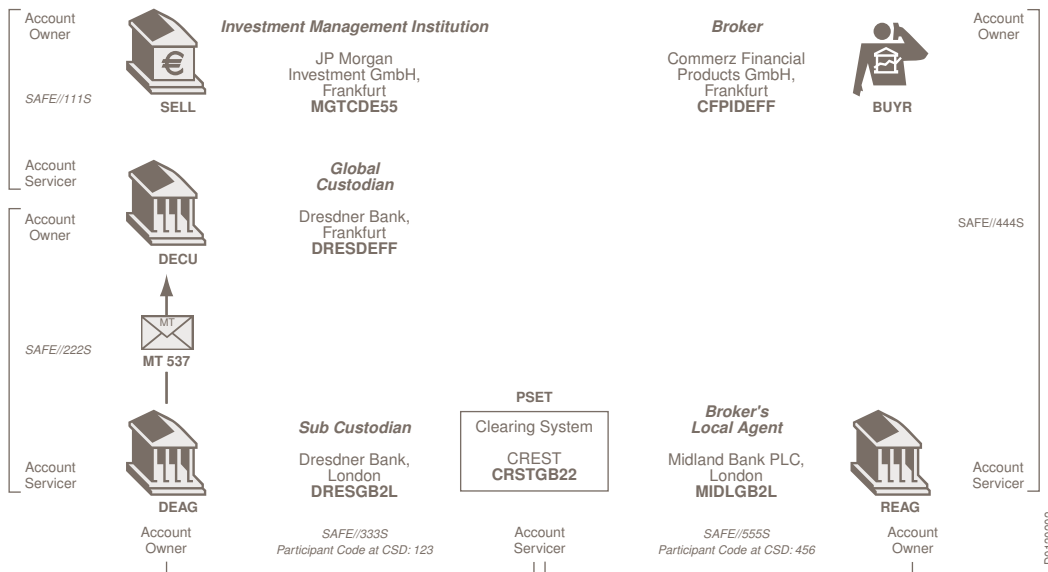 Account
Owner
Investment Management Institution
Broker
Account
Owner
JP Morgan
Investment GmbH,
Frankfurt
MGTCDE55
Commerz Financial
Products GmbH,
Frankfurt
CFPIDEFF
€
SAFE//111S
SELL
BUYR
Account
Servicer
Global
Custodian
Account
Owner
Dresdner Bank,
Frankfurt
DRESDEFF
SAFE//444S
DECU
MT
SAFE//222S
MT 537
PSET
Sub Custodian
Clearing System
Broker's
Local Agent
Account
Servicer
Dresdner Bank,
London
DRESGB2L
CREST
CRSTGB22
Midland Bank PLC,
London
MIDLGB2L
Account
Servicer
DEAG
REAG
Account
Owner
SAFE//333S
Participant Code at CSD: 123
Account
Servicer
SAFE//555S
Participant Code at CSD: 456
Account
Owner